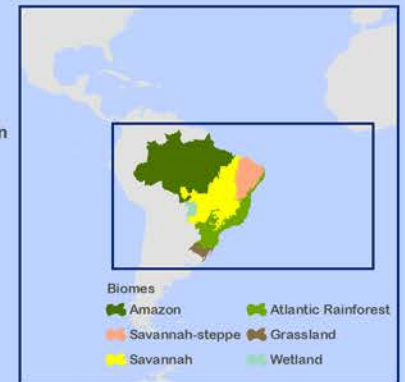 n
Biomes
Amazon
Atlantic Rainforest
Savannah-steppe
Grassland
Savannah
Wetland